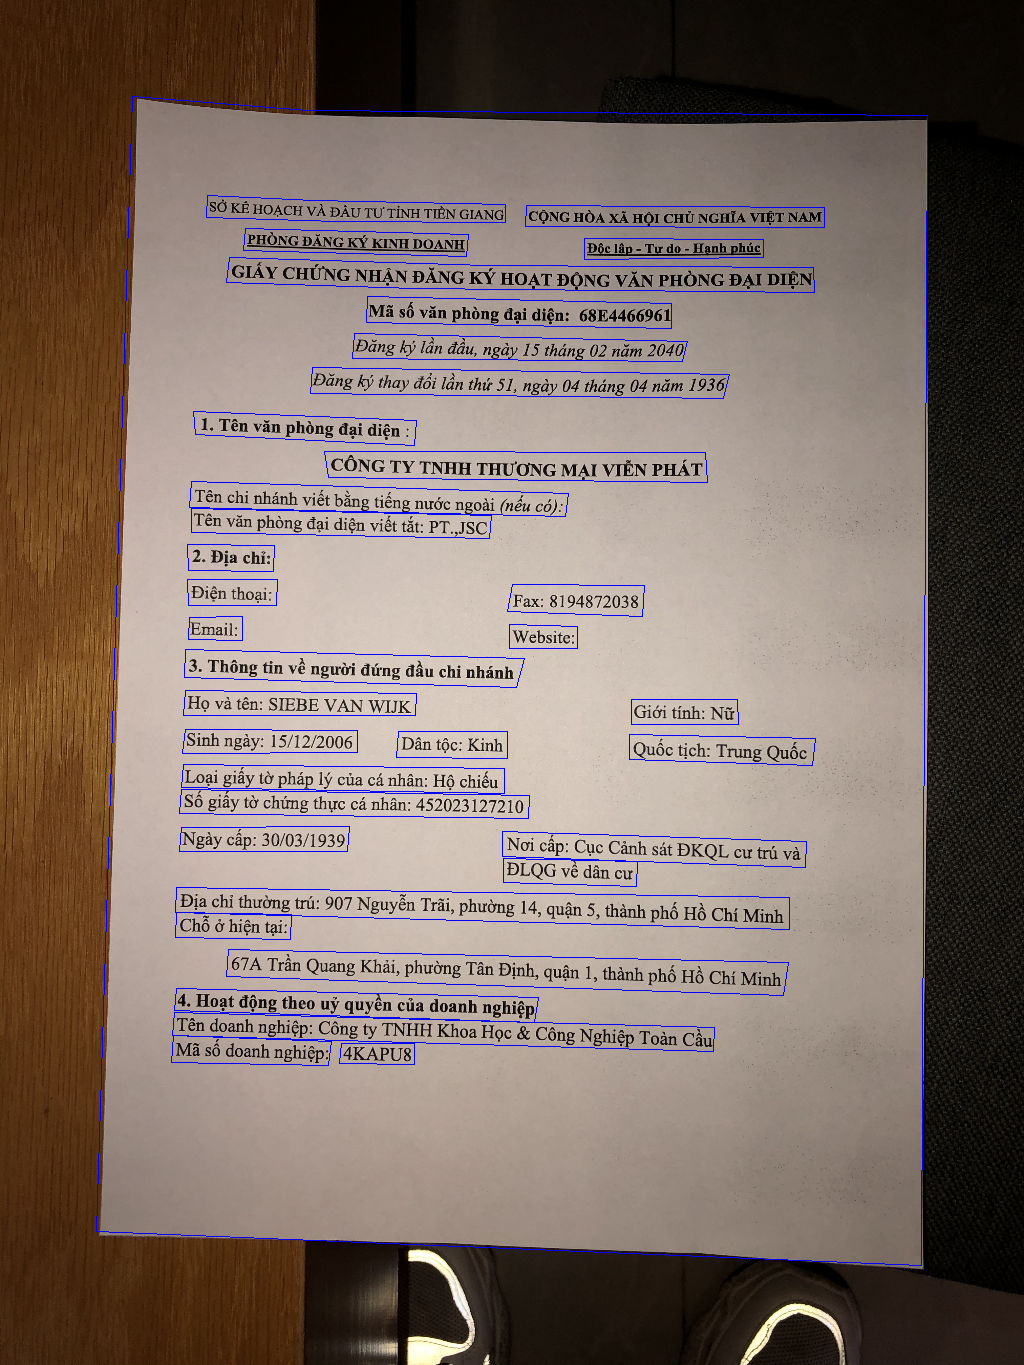 SỞ KẾ HOẠCH VÀ ĐẦU TƯ TỈNH TIỀN GIANG
CỘNG HÒA XÃ HỘI CHỦ NGHĨA VIỆT NAM
PHÒNG ĐĂNG KÝ KINH DOANH
Độc lập - Tự do - Hạnh phúc
GIẤY CHỨNG NHẬN ĐĂNG KÝ HOẠT ĐỘNG VĂN PHÒNG ĐẠI DIỆN
Mã số văn phòng đại diện: 68E4466961
Đăng ký lần đầu, ngày 15 tháng 02 năm 2040
Đăng ký thay đổi lần thứ 51, ngày 04 tháng 04 năm 1936
1. Tên văn phòng đại diện :
CÔNG TY TNHH THƯƠNG MẠI VIỄN PHÁT
Tên chi nhánh viết bằng tiếng nước ngoài (nếu có):
Tên văn phòng đại diện viết tắt: PT.,JSC
2. Địa chỉ:
Điện thoại:
Fax: 8194872038
Email:
Website:
3. Thông tin về người đứng đầu chi nhánh
Họ và tên: SIEBE VAN WIJK
Giới tính: Nữ
Sinh ngày: 15/12/2006
Dân tộc: Kinh
Quốc tịch: Trung Quốc
Loại giấy tờ pháp lý của cá nhân: Hộ chiếu
Số giấy tờ chứng thực cá nhân: 452023127210
Ngày cấp: 30/03/1939
Nơi cấp: Cục Cảnh sát ĐKQL cư trú và
ĐLQG về dân cư
Địa chỉ thường trú: 907 Nguyễn Trãi, phường 14, quận 5, thành phố Hồ Chí Minh
Chỗ ở hiện tại:
67A Trần Quang Khải, phường Tân Định, quận 1, thành phố Hồ Chí Minh
4. Hoạt động theo uỷ quyền của doanh nghiệp
Tên doanh nghiệp: Công ty TNHH Khoa Học & Công Nghiệp Toàn Cầu
Mã số doanh nghiệp: 4KAPU8